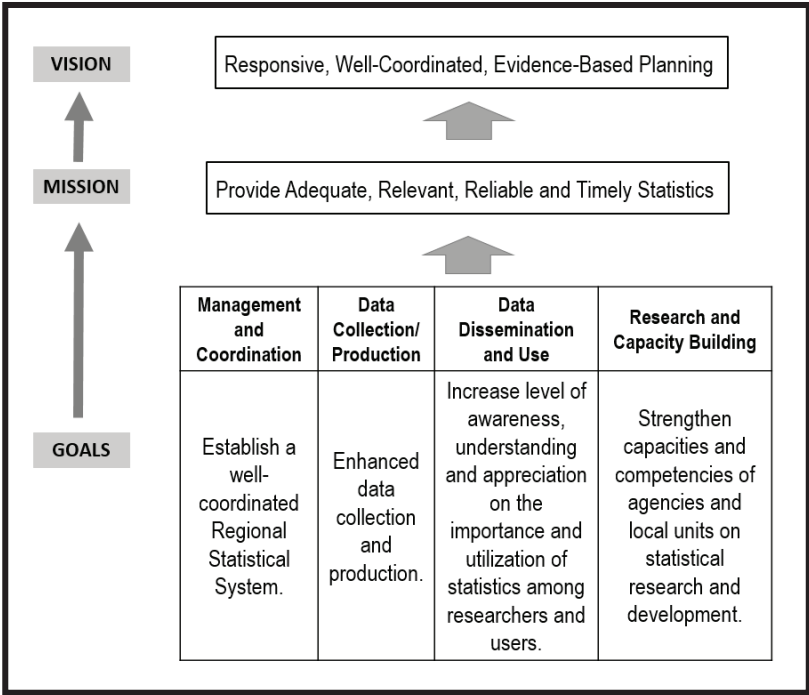 VISION
Responsive, Well-Coordinated, Evidence-Based Planning
MISSION
Provide Adequate, Relevant, Reliable and Timely Statistics
Management
and
Coordination
Data
Collection/
Production
Data
Dissemination
and Use
Research and
Capacity Building
GOALS
Establish a
well-
coordinated
Regional
Statistical
System.
Enhanced
data
collection
and
production.
Increase level of
awareness,
understanding
and appreciation
on the
importance and
utilization of
statistics among
researchers and
users.
Strengthen
capacities and
competencies of
agencies and
local units on
statistical
research and
development.